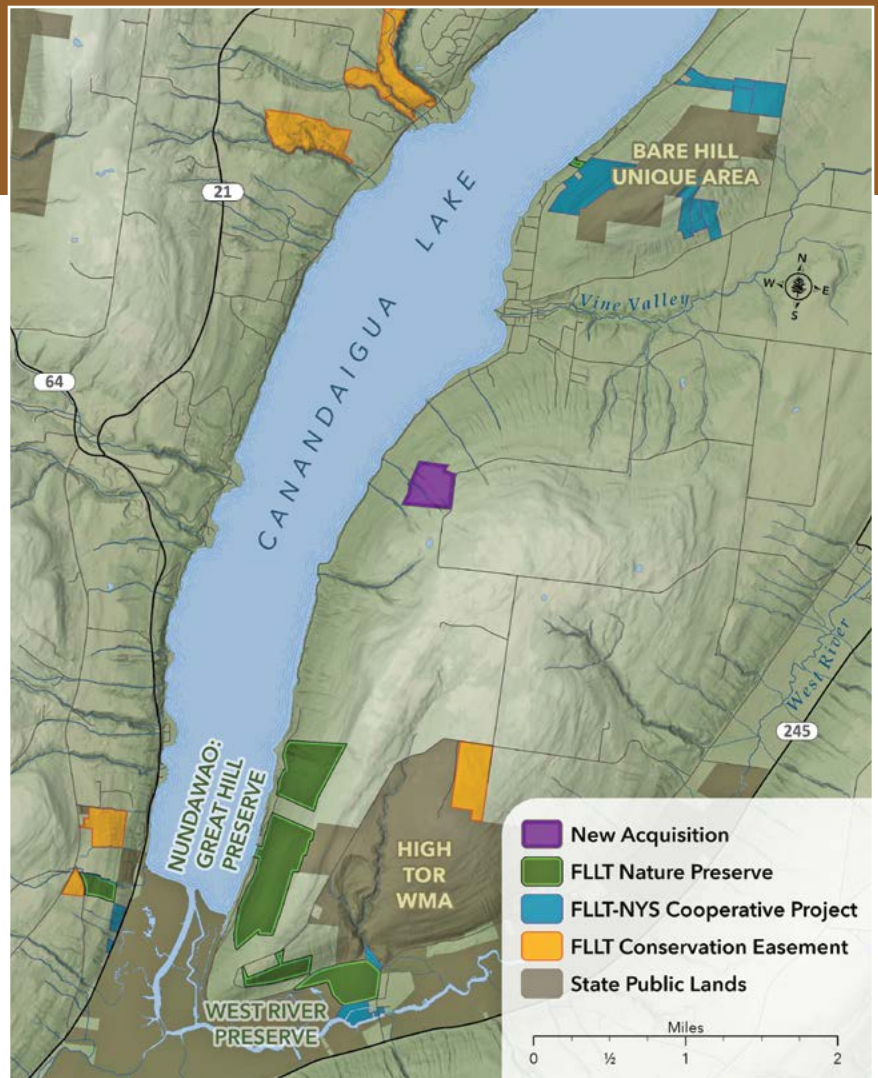 BARE HILL
UNIQUE AREA
21
CANANDAIGUA LAKE
N
W E
S
Vine Valley
64
West River
245
NUNDAWAO:
GREAT HILL
PRESERVE
HIGH
TOR
WMA
WEST RIVER
PRESERVE
New Acquisition
FLLT Nature Preserve
FLLT-NYS Cooperative Project
FLLT Conservation Easement
State Public Lands
Miles
0 ½ 1 2